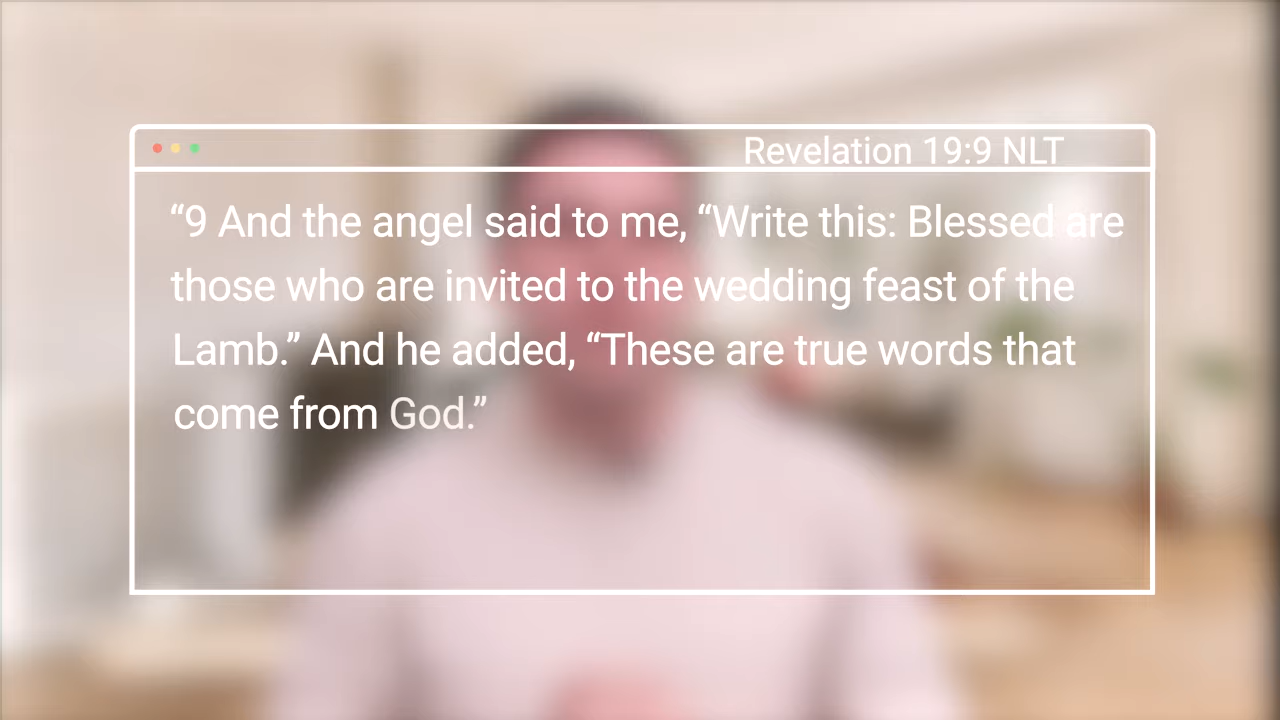 Revelation 19:9 NLT
“9 And the angel said to me, “Write this: Blessed are
those who are invited to the wedding feast of the
Lamb.” And he added, “These are true words that
come from God.”